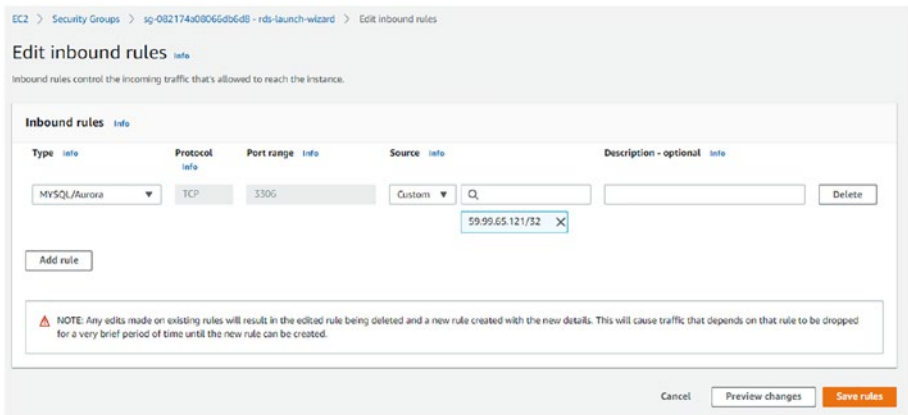 EC2 > Security Groups > sg-082174a08066db6d8 - rds-launch-wizard > Edit inbound rules
Edit inbound rules Info
Inbound rules control the incoming traffic that's allowed to reach the instance.
Inbound rules Info
Type Info Protocol Info Port range Info Source Info Description - optional Info
MYSQL/Aurora TCP 3306 Custom Delete
59.99.65.121/32
Add rule
NOTE: Any edits made on existing rules will result in the edited rule being deleted and a new rule created with the new details. This will cause traffic that depends on that rule to be dropped
for a very brief period of time until the new rule can be created.
Cancel Preview changes Save rules